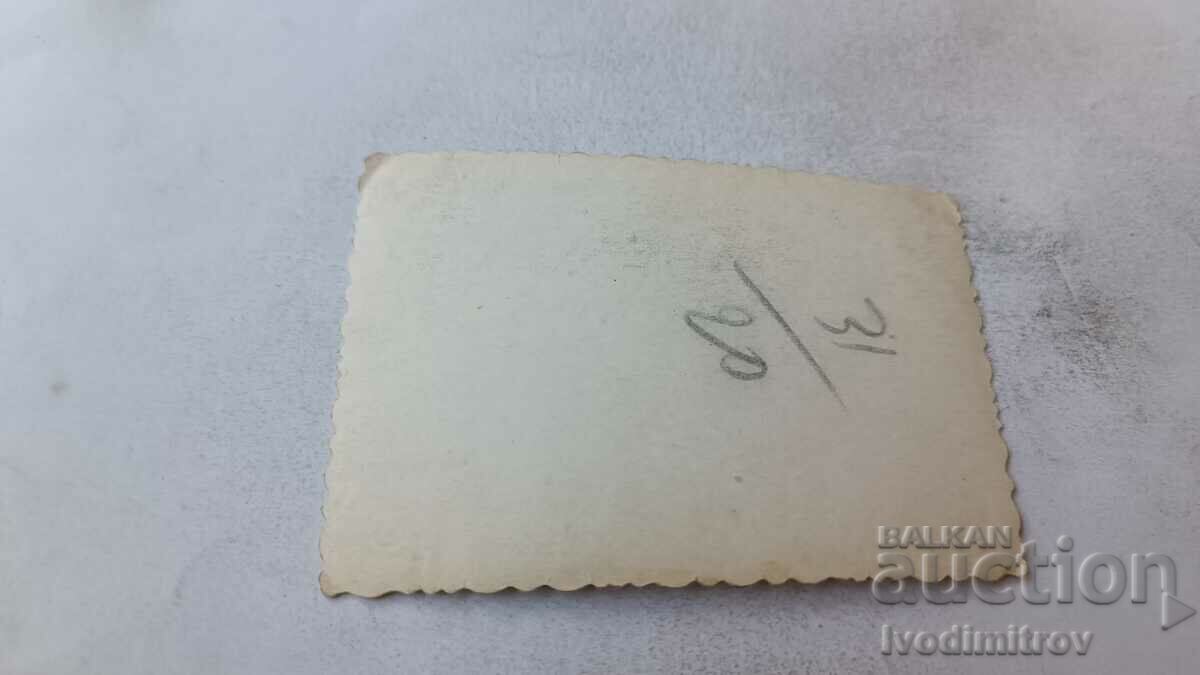 31
BALKAN
auction
Ivodimitrov